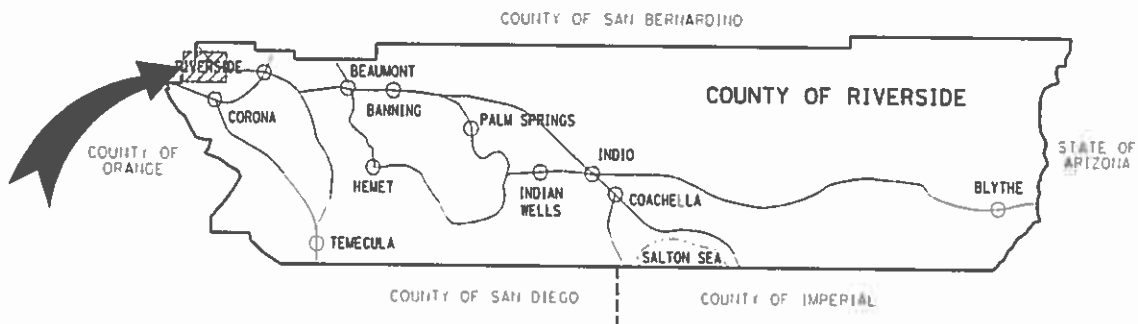 COUNTY OF SAN BERNARDINO
RIVERSIDE
BEAUMONT
COUNTY OF RIVERSIDE
CORONA
BANNING
PALM SPRINGS
COUNTY OF
ORANGE
STATE OF
ARIZONA
INDIO
HEMET
INDIAN
WELLS
COACHELLA
BLYTHE
TEMECULA
SALTON SEA
COUNTY OF SAN DIEGO
COUNTY OF IMPERIAL